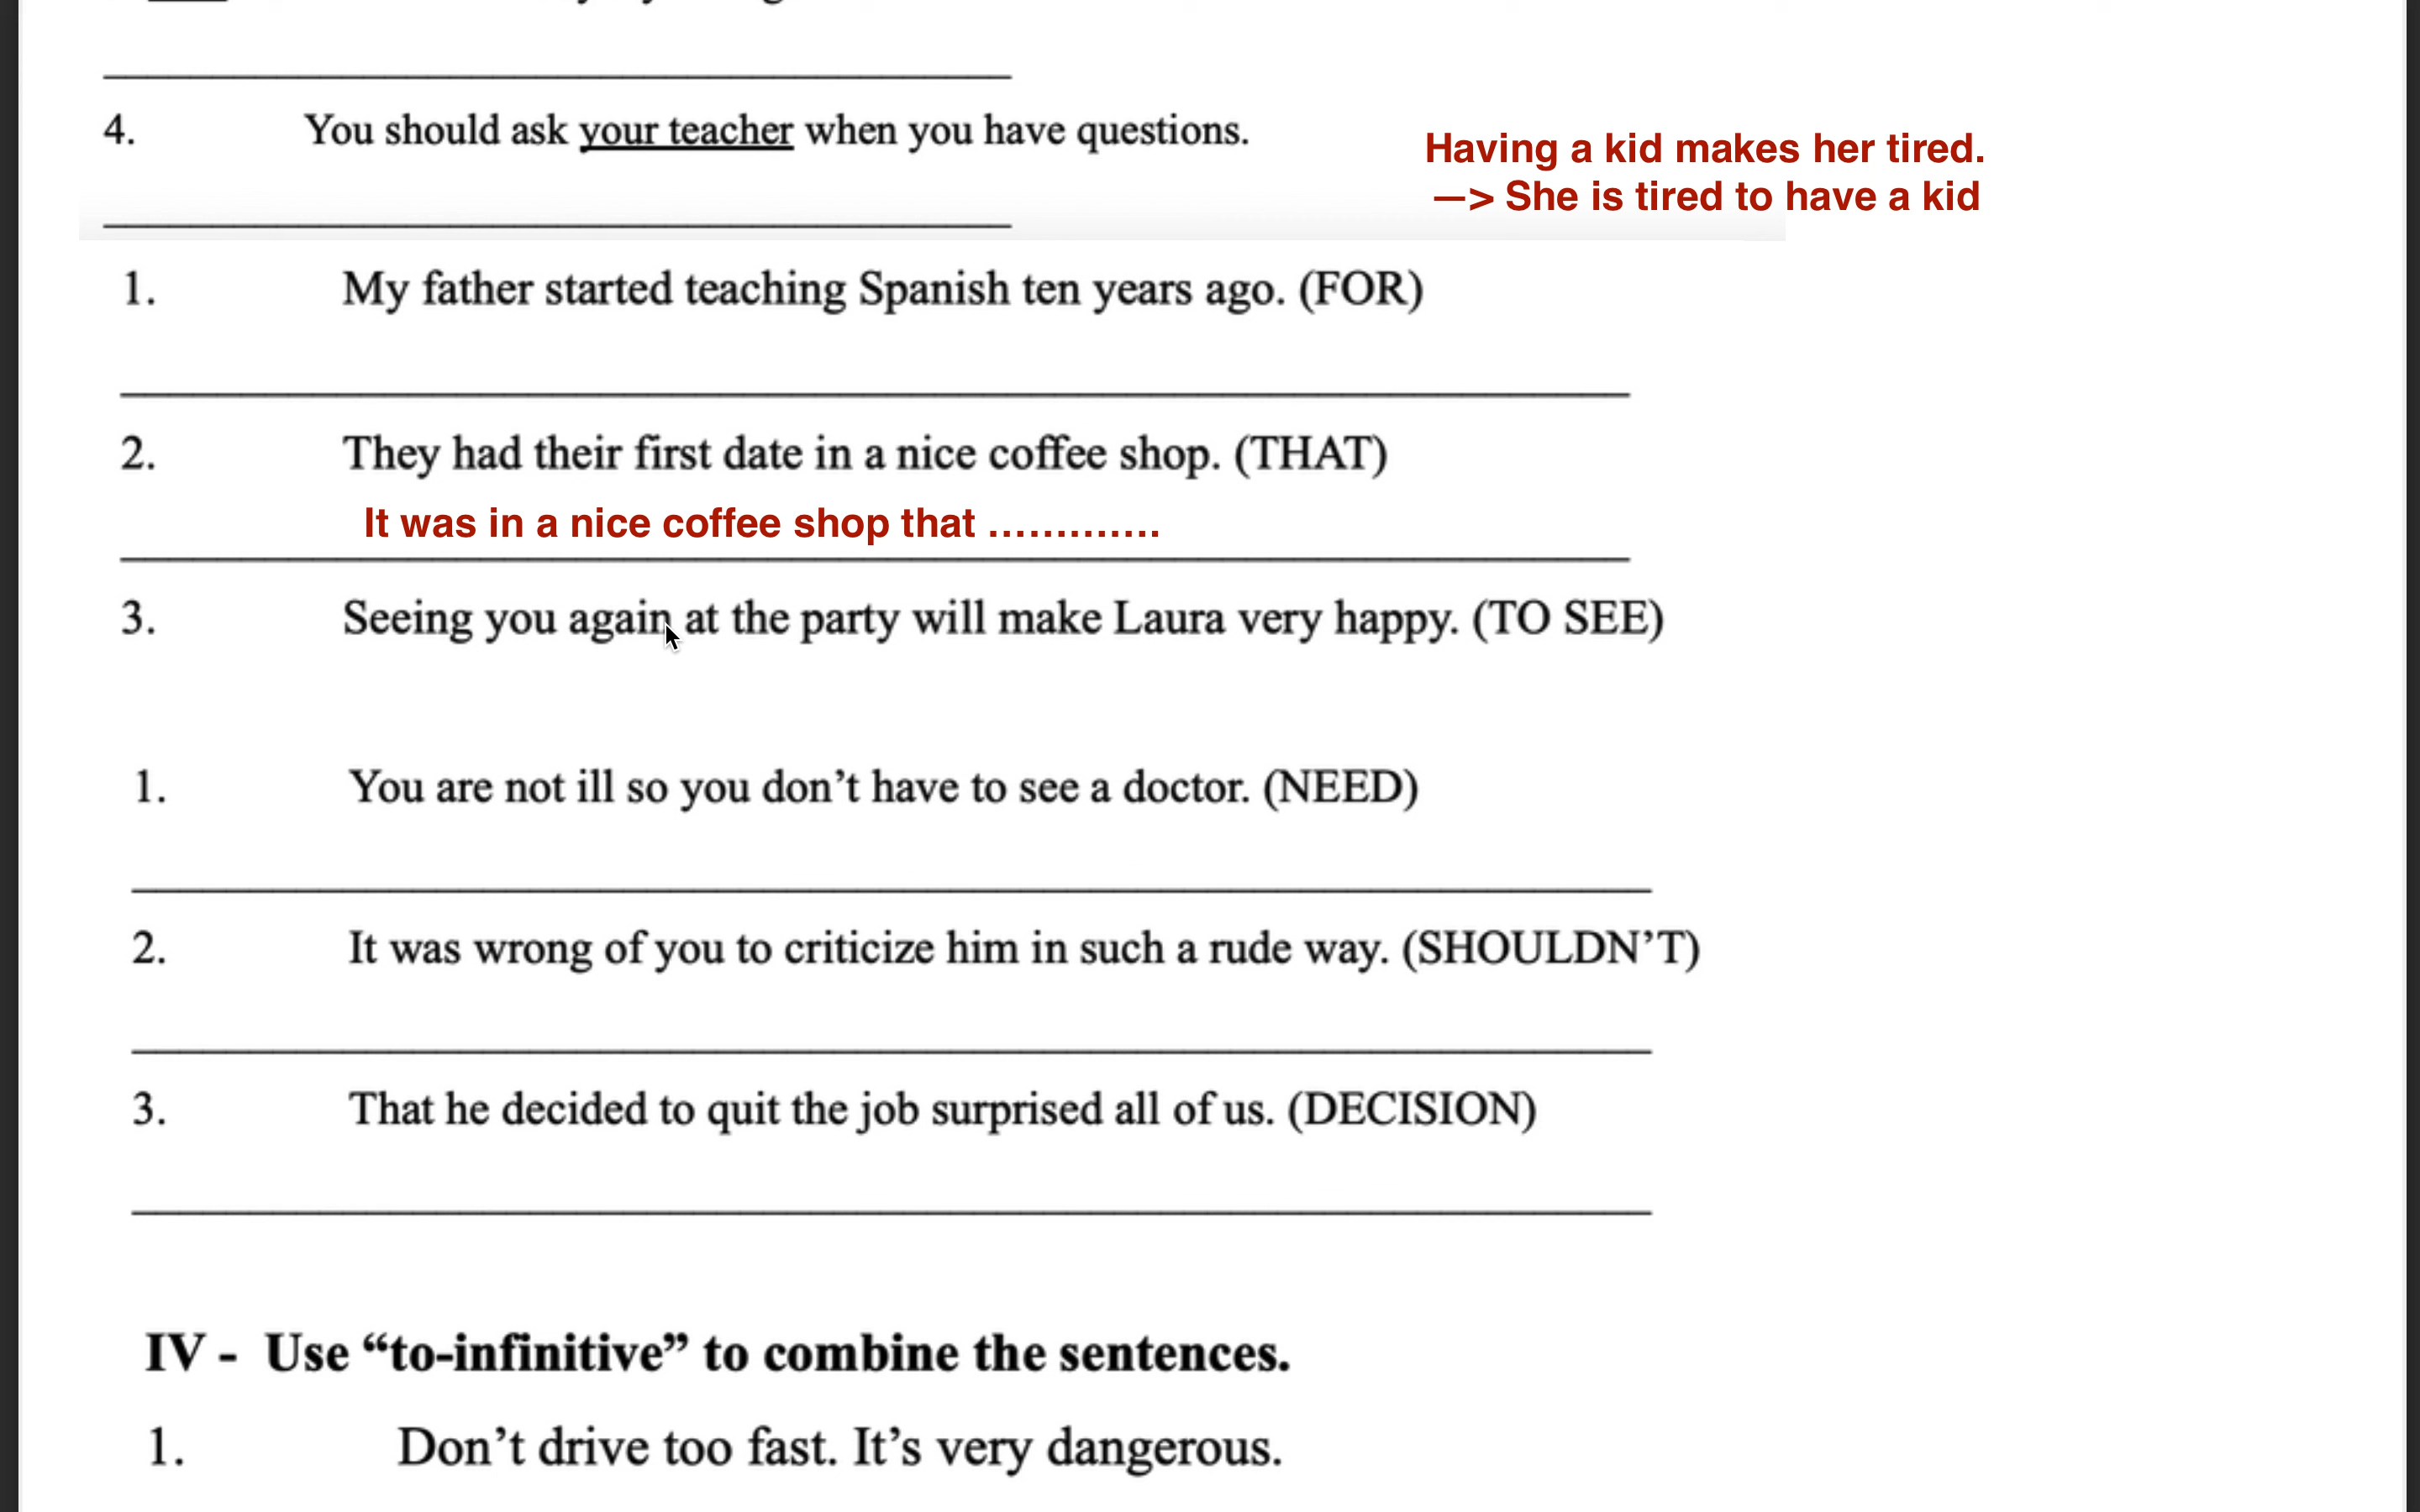 4. You should ask your teacher when you have questions.
Having a kid makes her tired.
—> She is tired to have a kid
1. My father started teaching Spanish ten years ago. (FOR)
2. They had their first date in a nice coffee shop. (THAT)
It was in a nice coffee shop that .............
3. Seeing you again at the party will make Laura very happy. (TO SEE)
1. You are not ill so you don’t have to see a doctor. (NEED)
2. It was wrong of you to criticize him in such a rude way. (SHOULDN’T)
3. That he decided to quit the job surprised all of us. (DECISION)
IV - Use “to-infinitive” to combine the sentences.
1. Don’t drive too fast. It’s very dangerous.